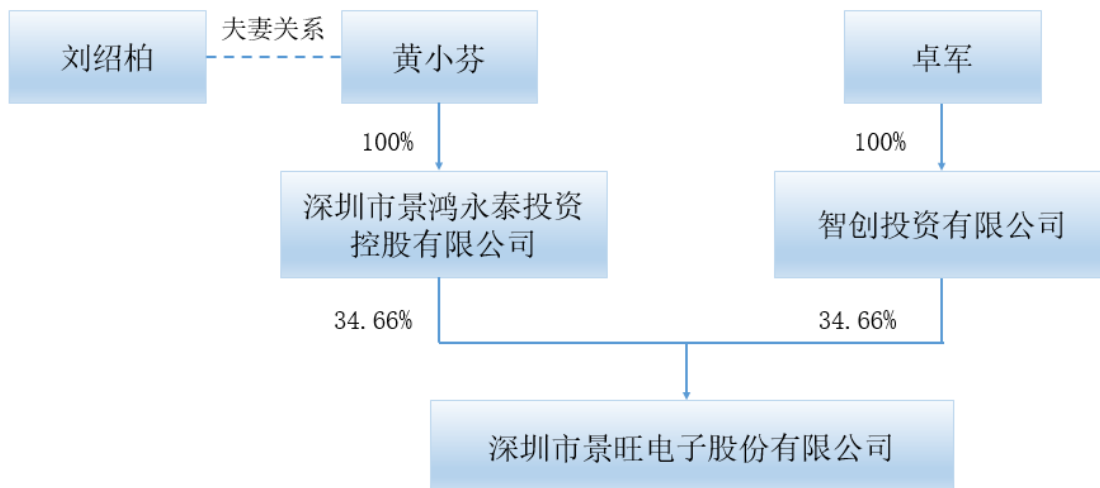 夫妻关系
刘绍柏
黄小芬
卓军
100%
100%
深圳市景鸿永泰投资
控股有限公司
智创投资有限公司
34.66%
34.66%
深圳市景旺电子股份有限公司